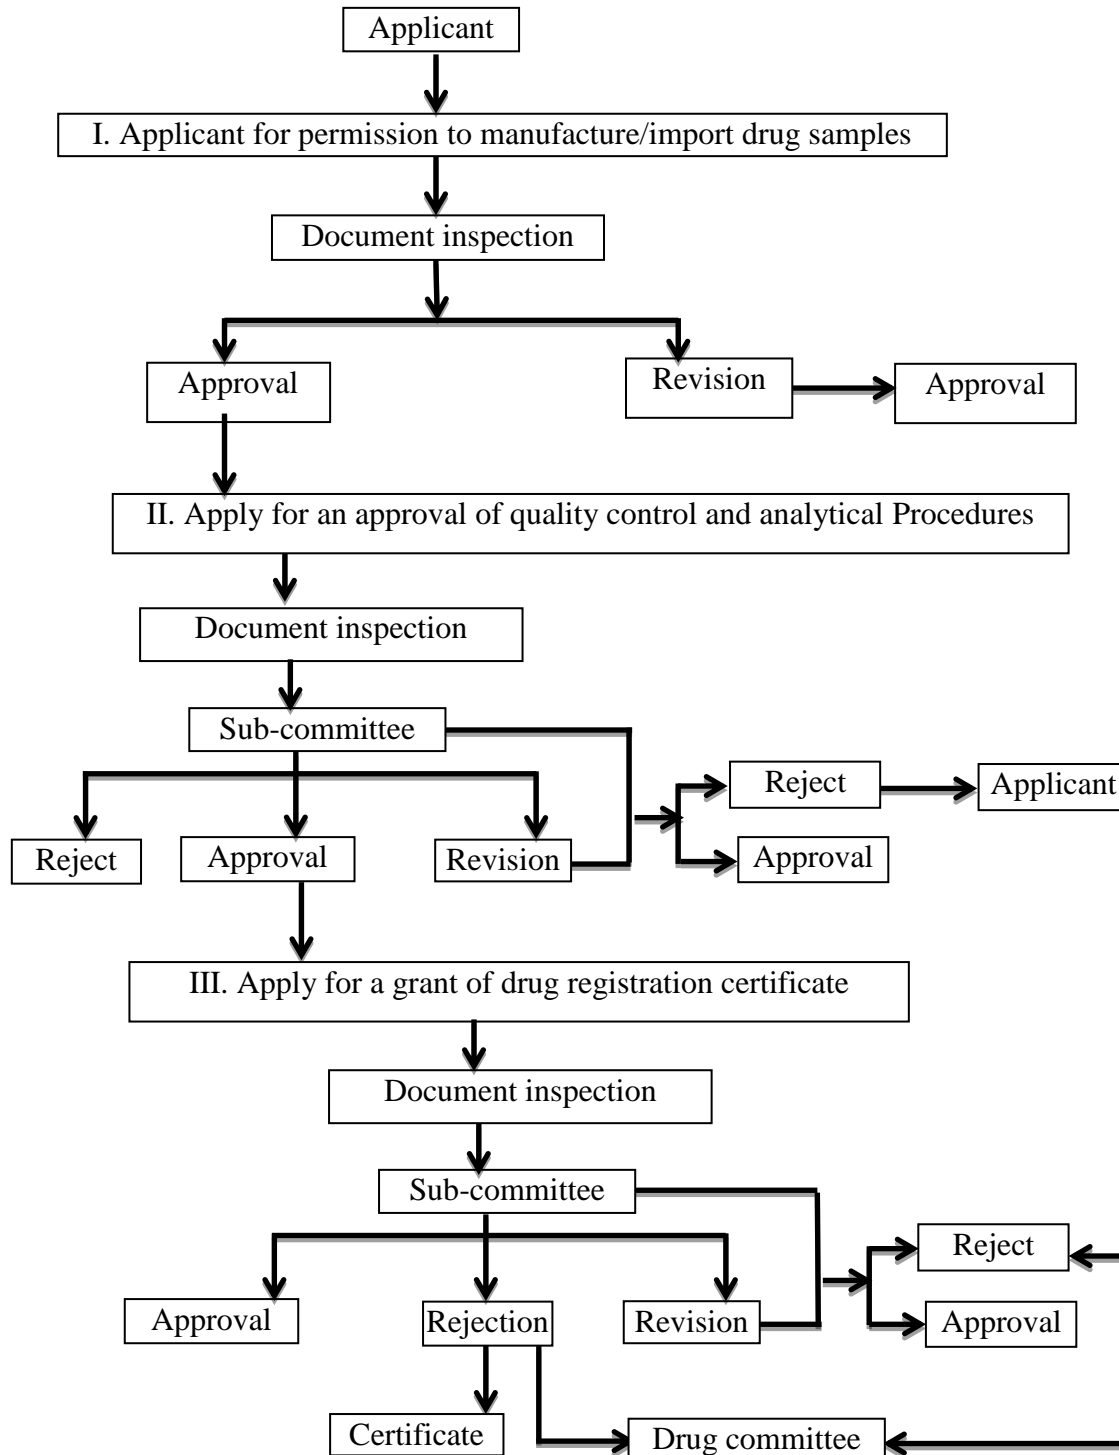 Applicant
I. Applicant for permission to manufacture/import drug samples
Document inspection
Approval
Revision
Approval
II. Apply for an approval of quality control and analytical Procedures
Document inspection
Sub-committee
Reject
Applicant
Reject
Approval
Revision
Approval
III. Apply for a grant of drug registration certificate
Document inspection
Sub-committee
Reject
Approval
Rejection
Revision
Approval
Certificate
Drug committee